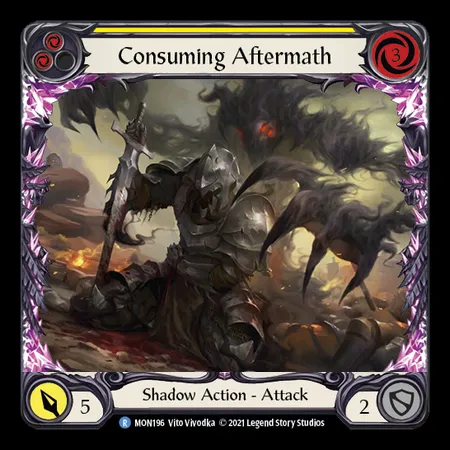 Consuming Aftermath
3
Shadow Action - Attack
5
2
R MON196 Vito Vivodka © 2021 Legend Story Studios